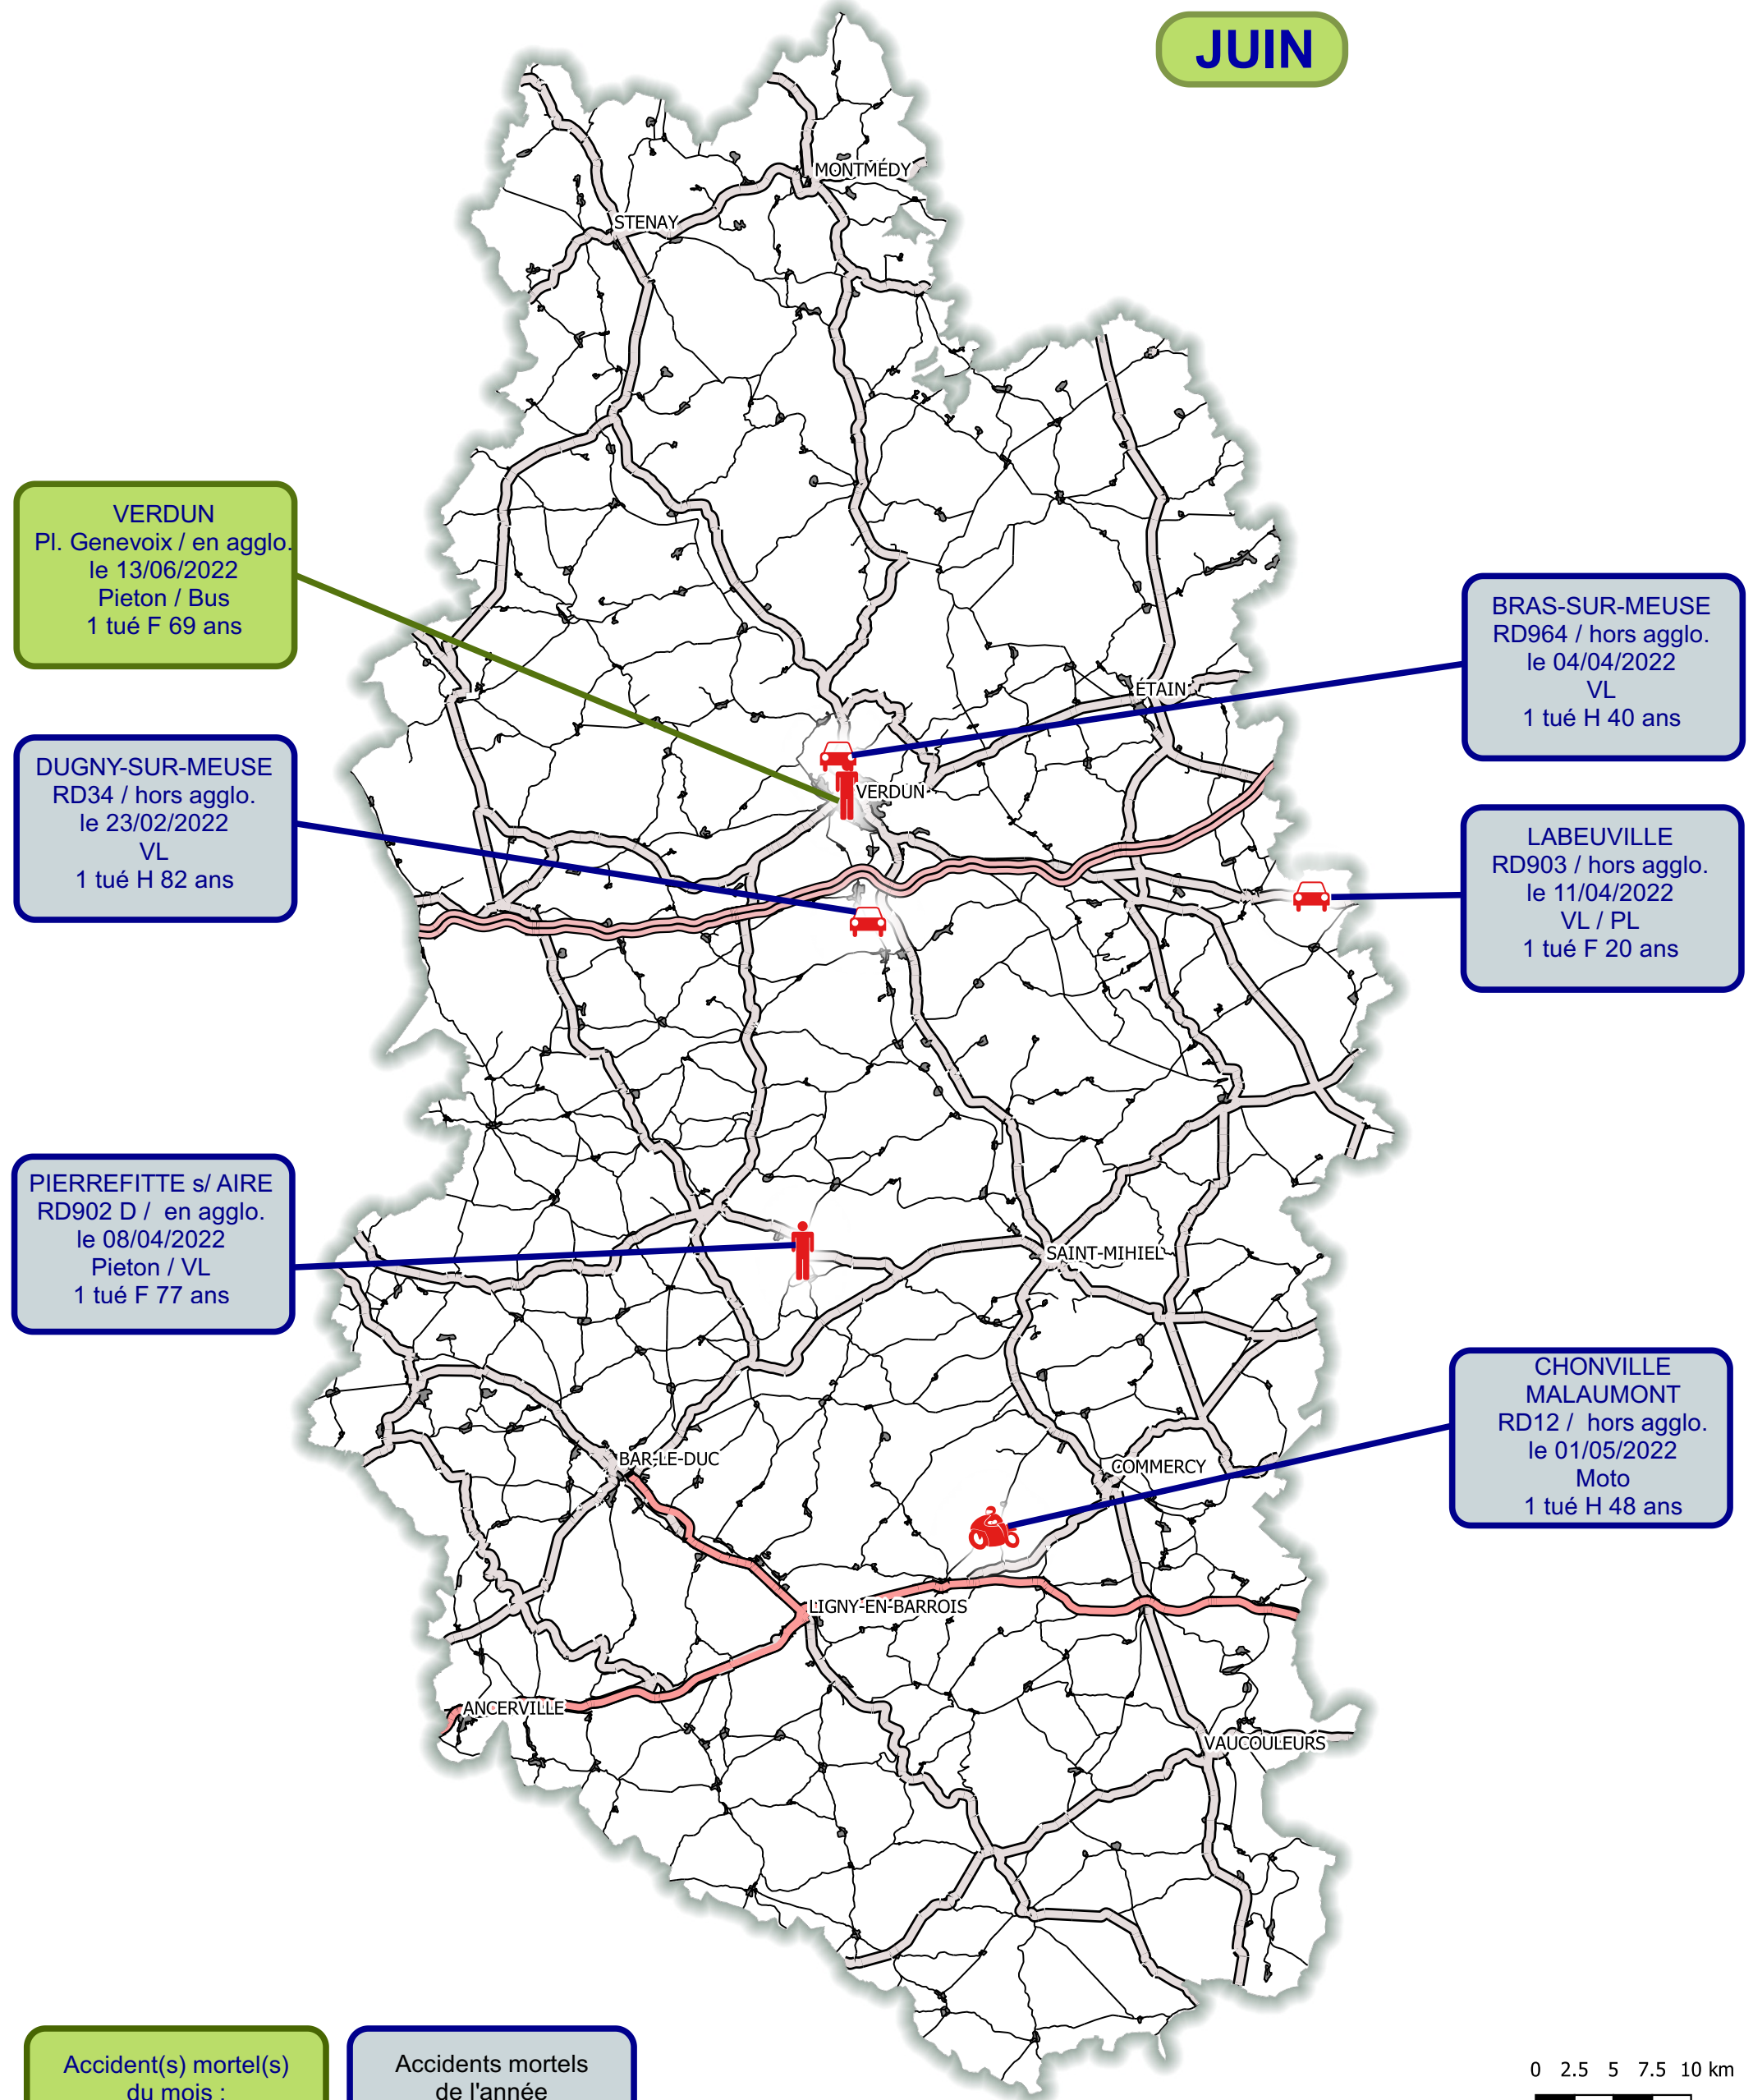 JUIN
MONTMÉDY
STENAY
VERDUN
Pl. Genevoix / en agglo.
le 13/06/2022
Pieton / Bus
1 tué F 69 ans
BRAS-SUR-MEUSE
RD964 / hors agglo.
le 04/04/2022
VL
1 tué H 40 ans
ÉTAIN
DUGNY-SUR-MEUSE
RD34 / hors agglo.
le 23/02/2022
VL
1 tué H 82 ans
VERDUN
LABEUVILLE
RD903 / hors agglo.
le 11/04/2022
VL / PL
1 tué F 20 ans
PIERREFITTE s/ AIRE
RD902 D /  en agglo.
le 08/04/2022
Pieton / VL
1 tué F 77 ans
SAINT-MIHIEL
CHONVILLE
MALAUMONT
RD12 /  hors agglo.
le 01/05/2022
Moto
1 tué H 48 ans
BAR-LE-DUC
COMMERCY
LIGNY-EN-BARROIS
ANCERVILLE
VAUCOULEURS
Accident(s) mortel(s)
du mois :
Accidents mortels
de l'année
0 2.5 5 7.5 10 km